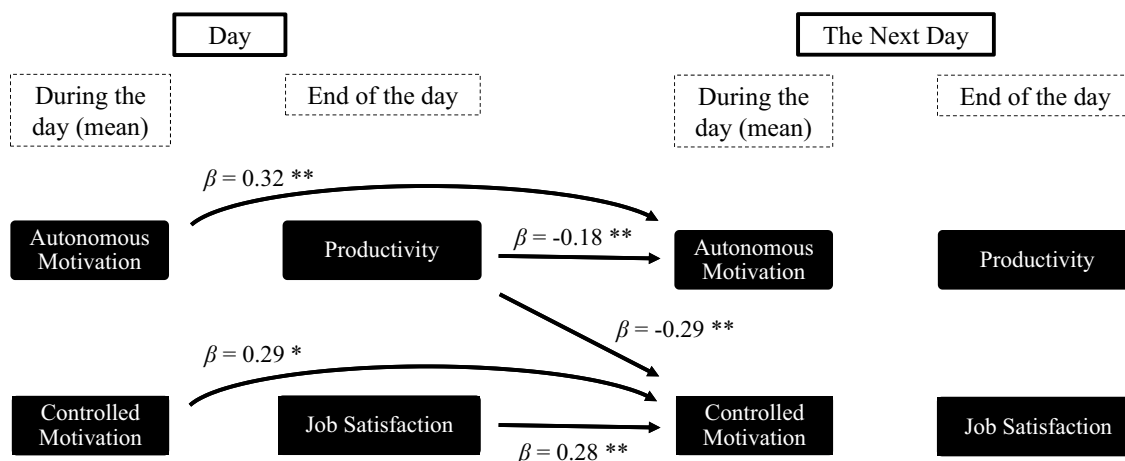 Day
The Next Day
During the
day (mean)
End of the day
During the
day (mean)
End of the day
β = 0.32 **
Autonomous
Motivation
Productivity
β = -0.18 **
Autonomous
Motivation
Productivity
β = -0.29 **
β = 0.29 *
Controlled
Motivation
Job Satisfaction
β = 0.28 **
Controlled
Motivation
Job Satisfaction